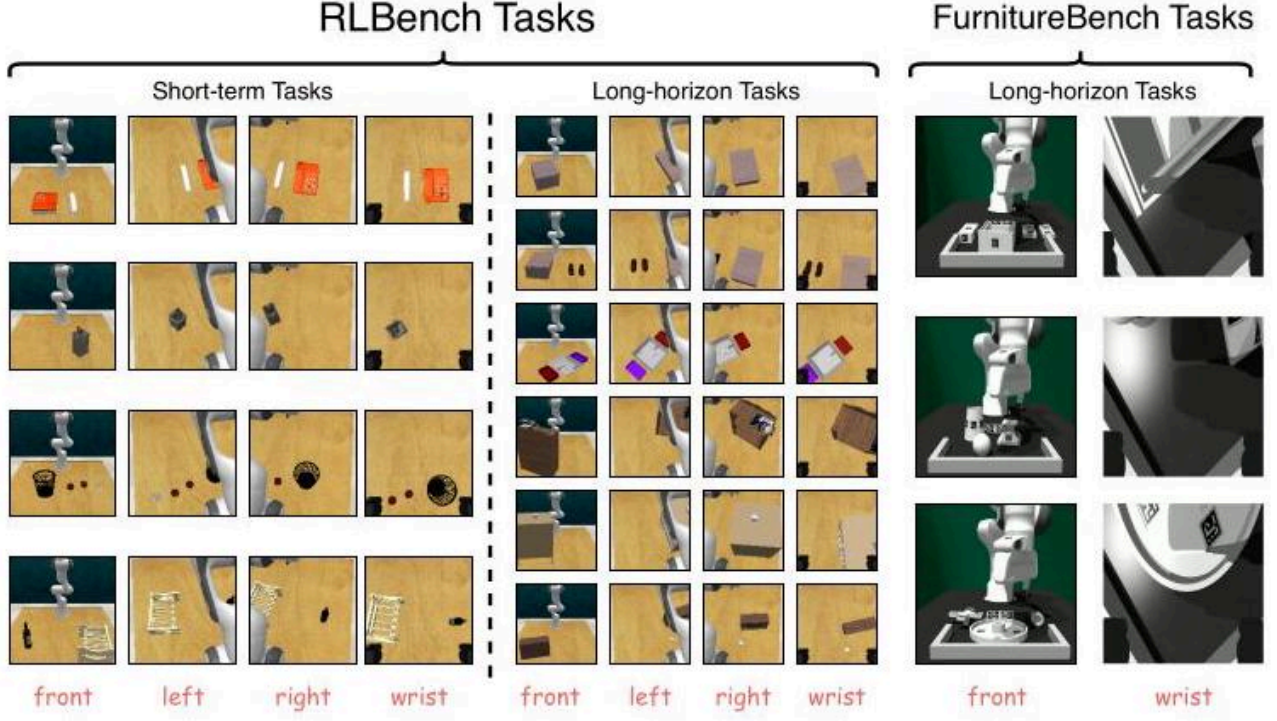 RLBench Tasks
FurnitureBench Tasks
Short-term Tasks
Long-horizon Tasks
Long-horizon Tasks
front left right wrist front left right wrist front wrist